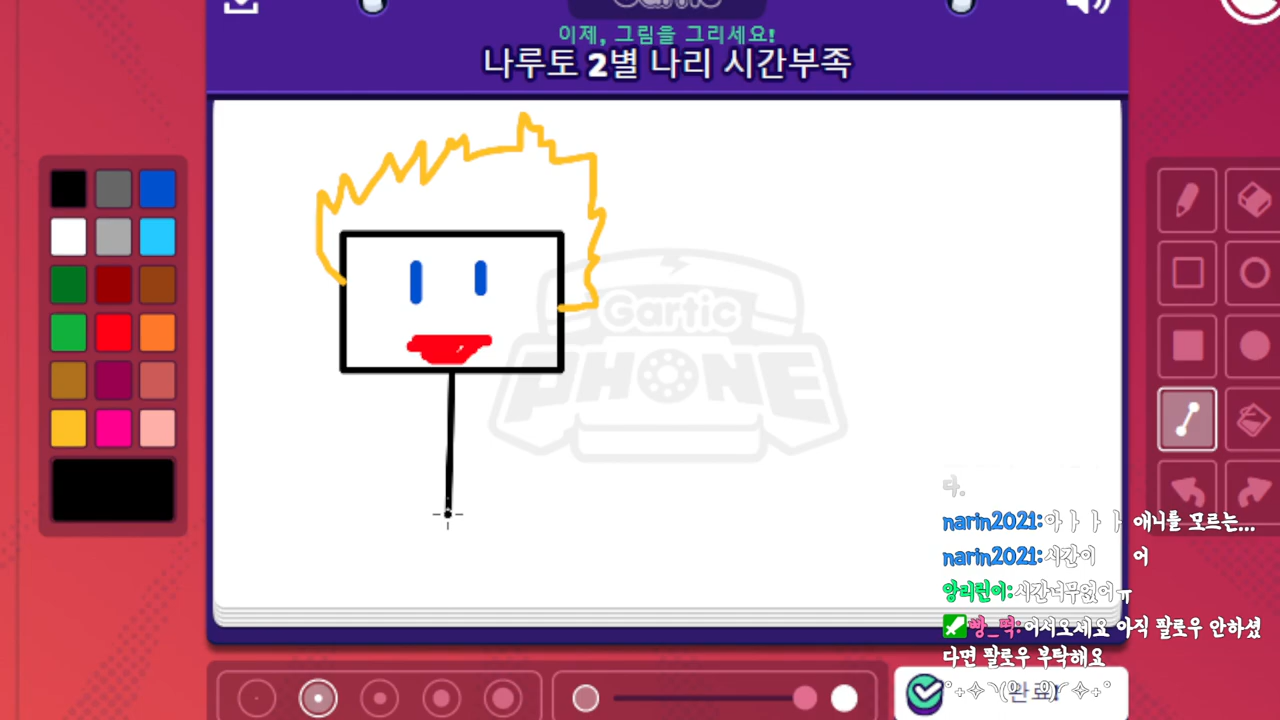 이제, 그림을 그리세요!
나루토 2별 나리 시간부족
Gartic
PHONE
다.
narin2021:아ㅏㅏㅏ 애니를 모르는...
narin2021:시간이 어
앙리린이:시간너무없어ㅠ
빵_떡:어서오세요 아직 팔로우 안하셨
다면 팔로우 부탁해요
완료!